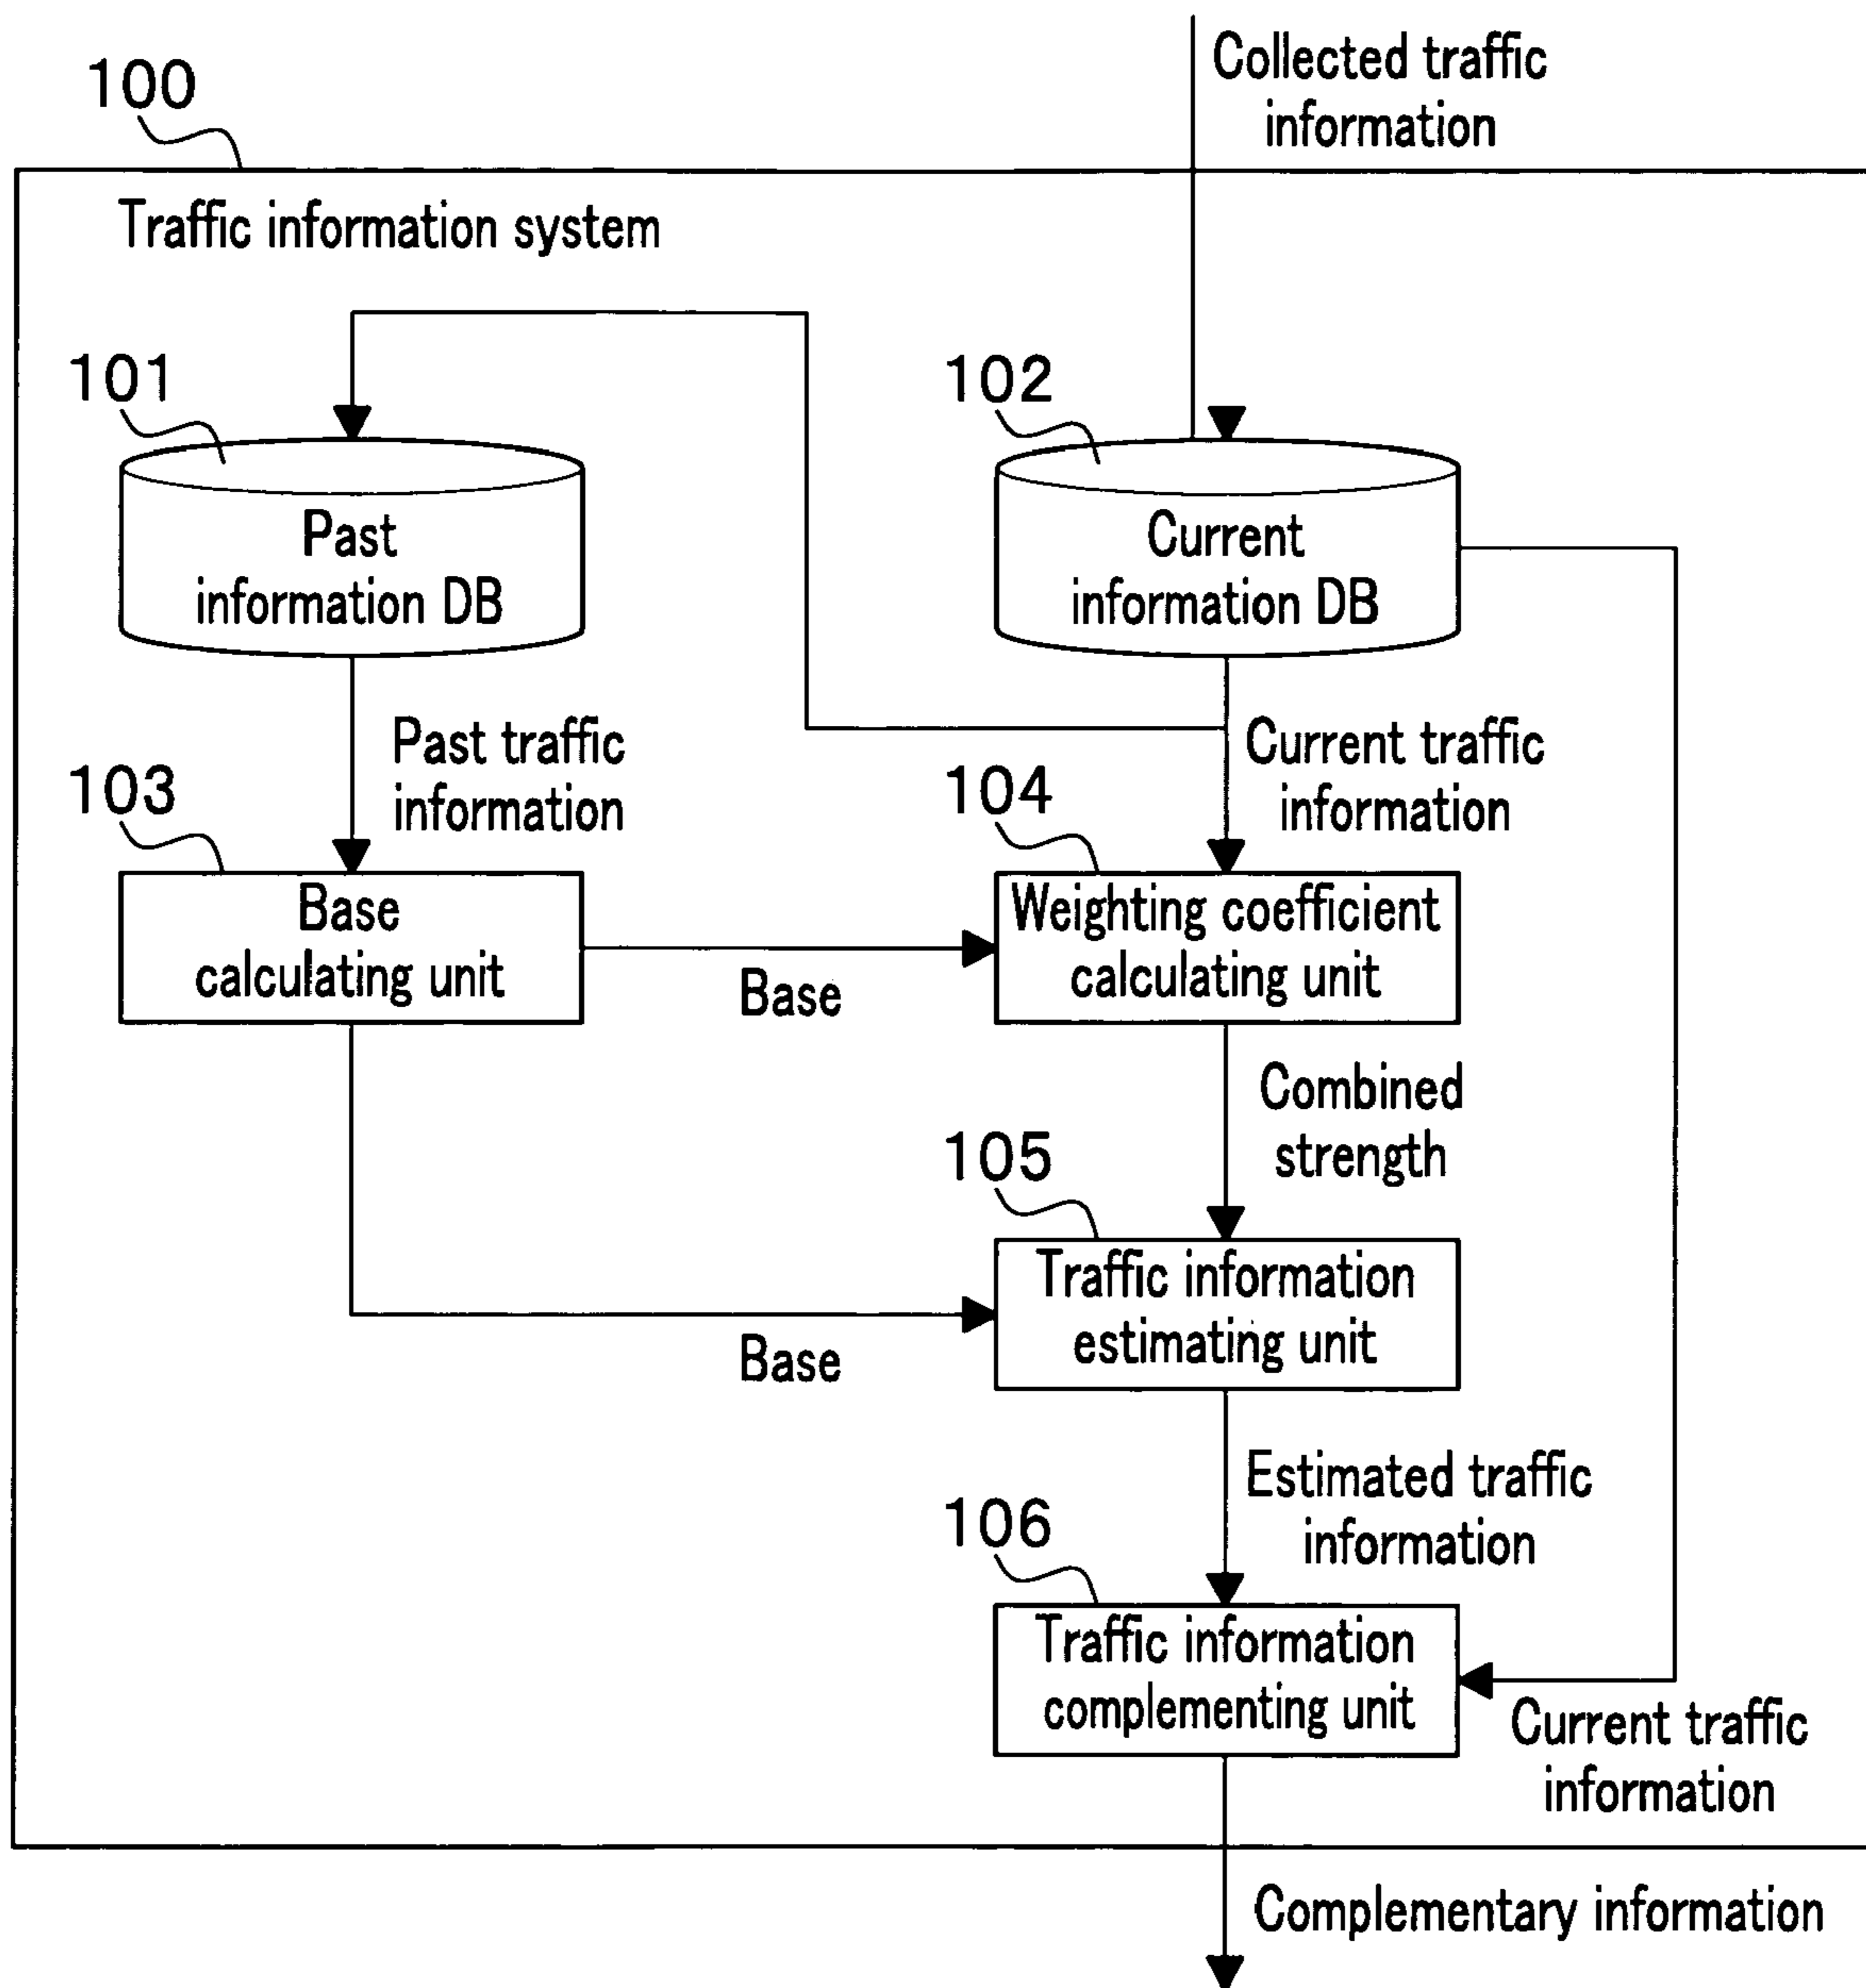 Collected traffic
information
100
Traffic information system
101
102
Past
information DB
Current
information DB
Past traffic
information
Current traffic
information
103
104
Base
calculating unit
Weighting coefficient
calculating unit
Base
Combined
strength
105
Traffic information
estimating unit
Base
Estimated traffic
information
106
Traffic information
complementing unit
Current traffic
information
Complementary information